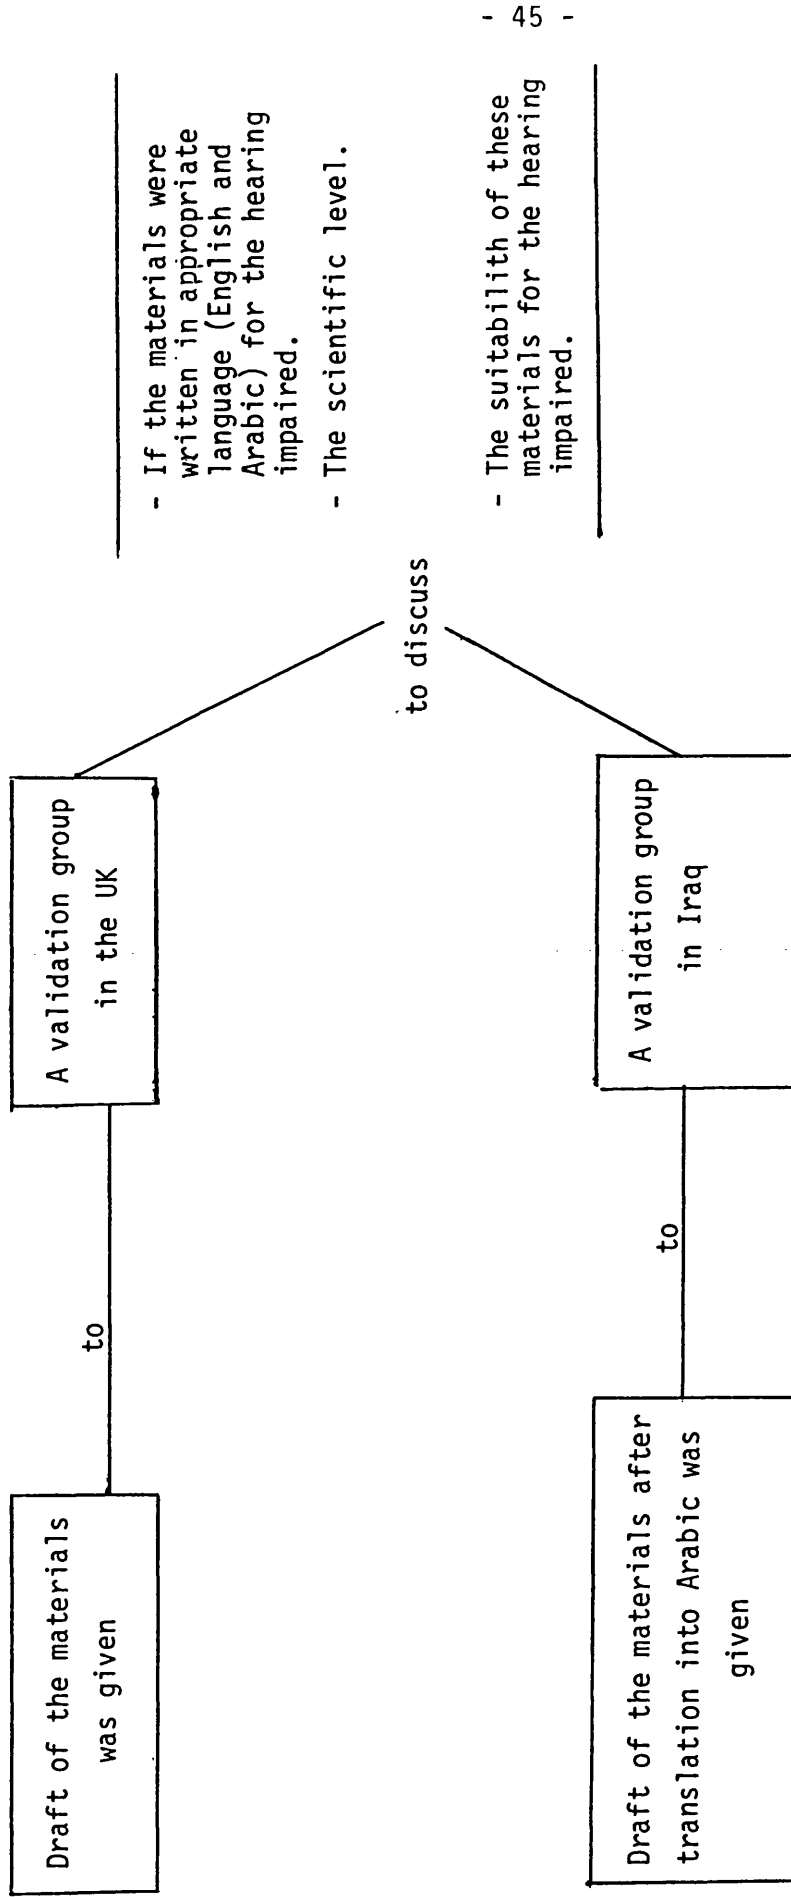 - 45 -
Draft of the materials
was given
to
A validation group
in the UK
Draft of the materials after
translation into Arabic was
given
to
A validation group
in Iraq
to discuss
- If the materials were
written in appropriate
language (English and
Arabic) for the hearing
impaired.
- The scientific level.
- The suitabilith of these
materials for the hearing
impaired.